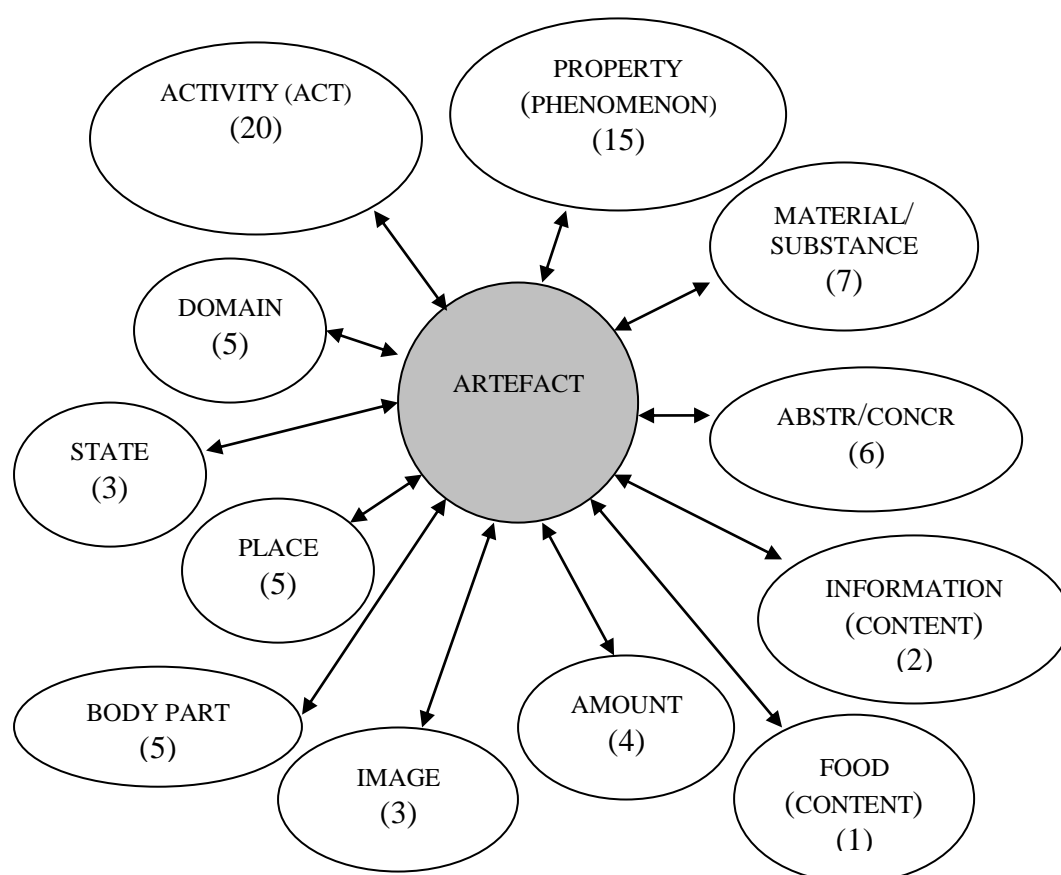 ACTIVITY (ACT)
(20)
PROPERTY
(PHENOMENON)
(15)
MATERIAL/
SUBSTANCE
(7)
DOMAIN
(5)
ARTEFACT
ABSTR/CONCR
(6)
STATE
(3)
PLACE
(5)
INFORMATION
(CONTENT)
(2)
BODY PART
(5)
IMAGE
(3)
AMOUNT
(4)
FOOD
(CONTENT)
(1)